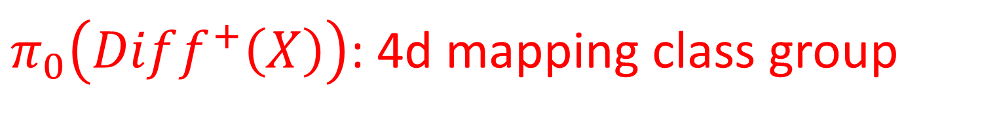 π₀(Diff⁺(X)): 4d mapping class group